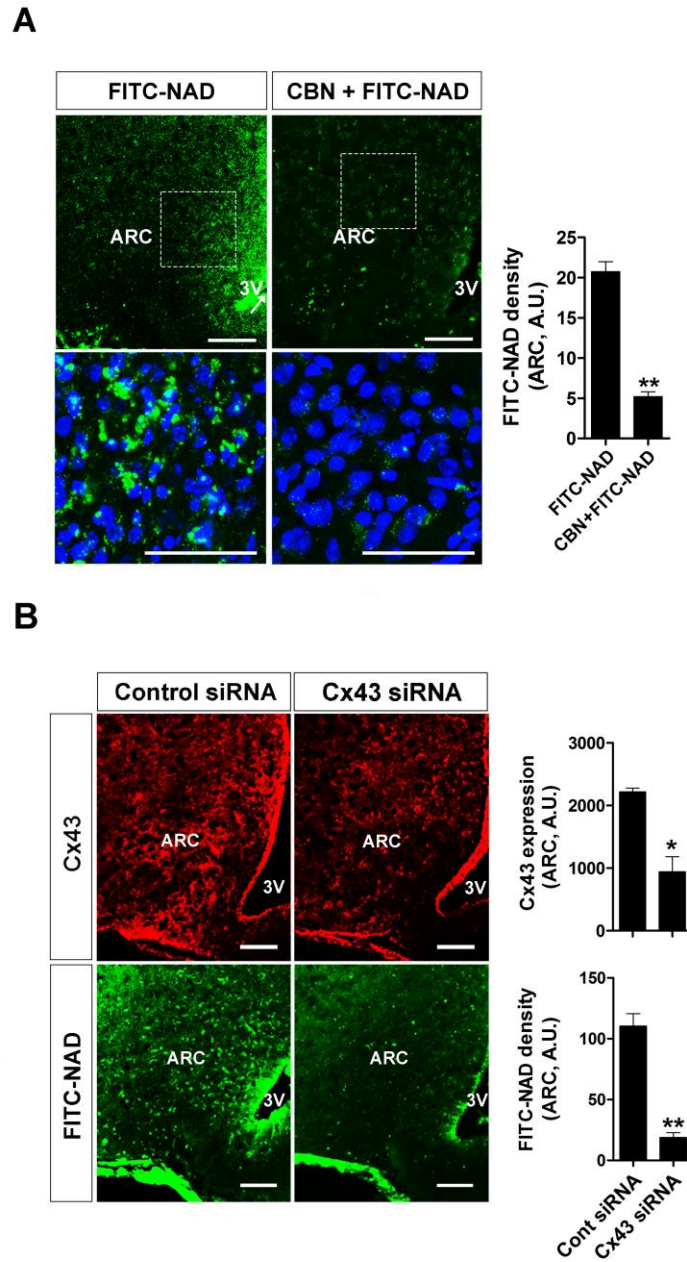 A
FITC-NAD
CBN + FITC-NAD
ARC
3V
ARC
3V
FITC-NAD density
(ARC, A.U.)
25
20
15
10
5
0
**
FITC-NAD
CBN+FITC-NAD
B
Control siRNA
Cx43 siRNA
Cx43
ARC
3V
ARC
3V
Cx43 expression
(ARC, A.U.)
3000
2000
1000
0
*
FITC-NAD
ARC
3V
ARC
3V
FITC-NAD density
(ARC, A.U.)
150
100
50
0
**
Cont siRNA
Cx43 siRNA